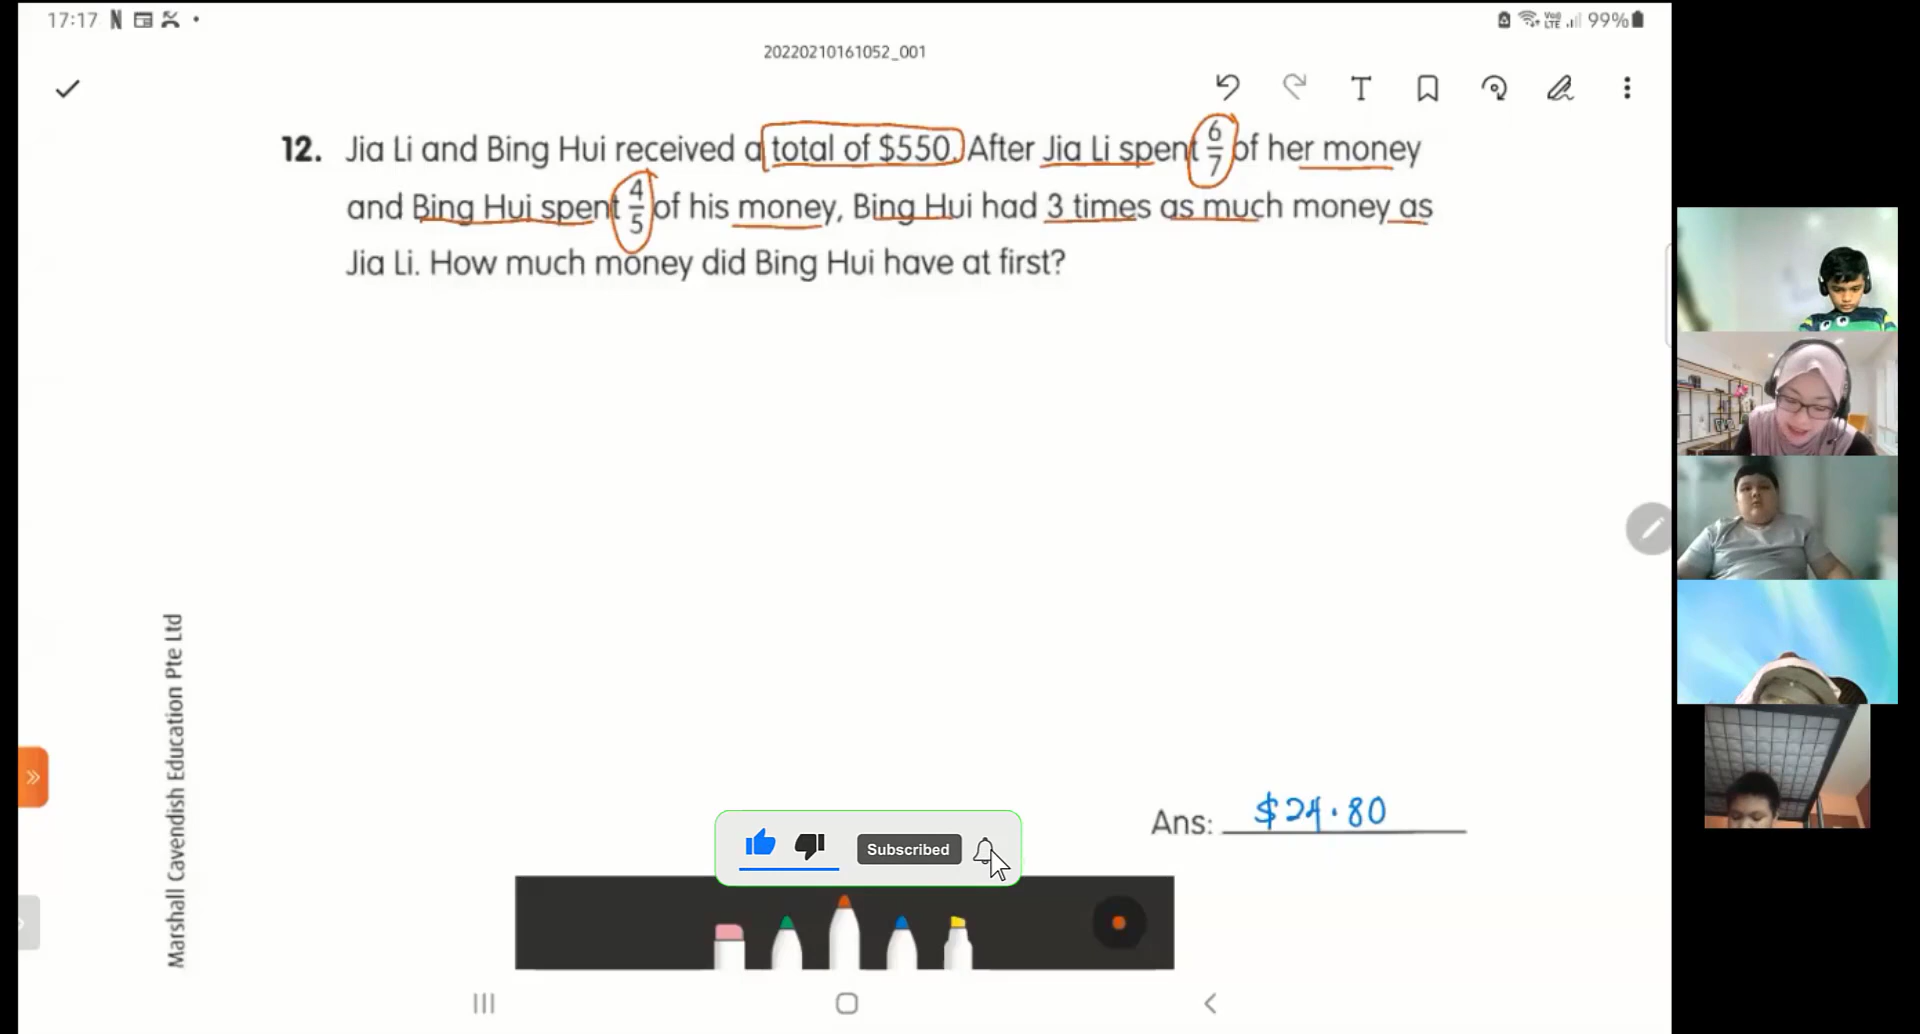 17:17
Vo)) LTE 99%
20220210161052_001
T
12. Jia Li and Bing Hui received a total of $550. After Jia Li spent 6/7 of her money
and Bing Hui spent 4/5 of his money, Bing Hui had 3 times as much money as
Jia Li. How much money did Bing Hui have at first?
Marshall Cavendish Education Pte Ltd
Ans: $24.80
Subscribed